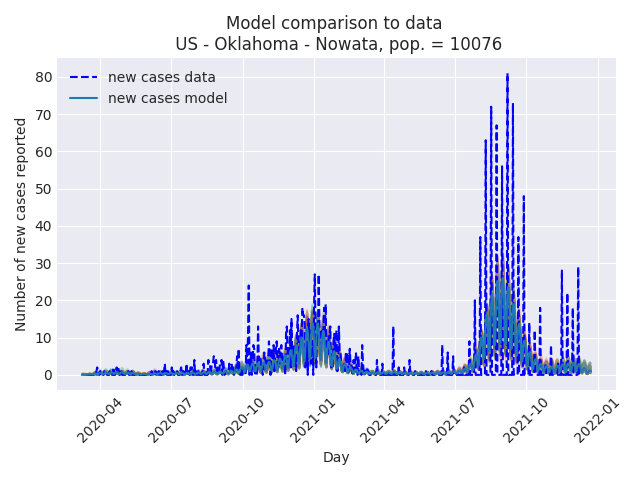 Model comparison to data
US - Oklahoma - Nowata, pop. = 10076
new cases data
new cases model
Number of new cases reported
80
70
60
50
40
30
20
10
0
2020-04
2020-07
2020-10
2021-01
2021-04
2021-07
2021-10
2022-01
Day